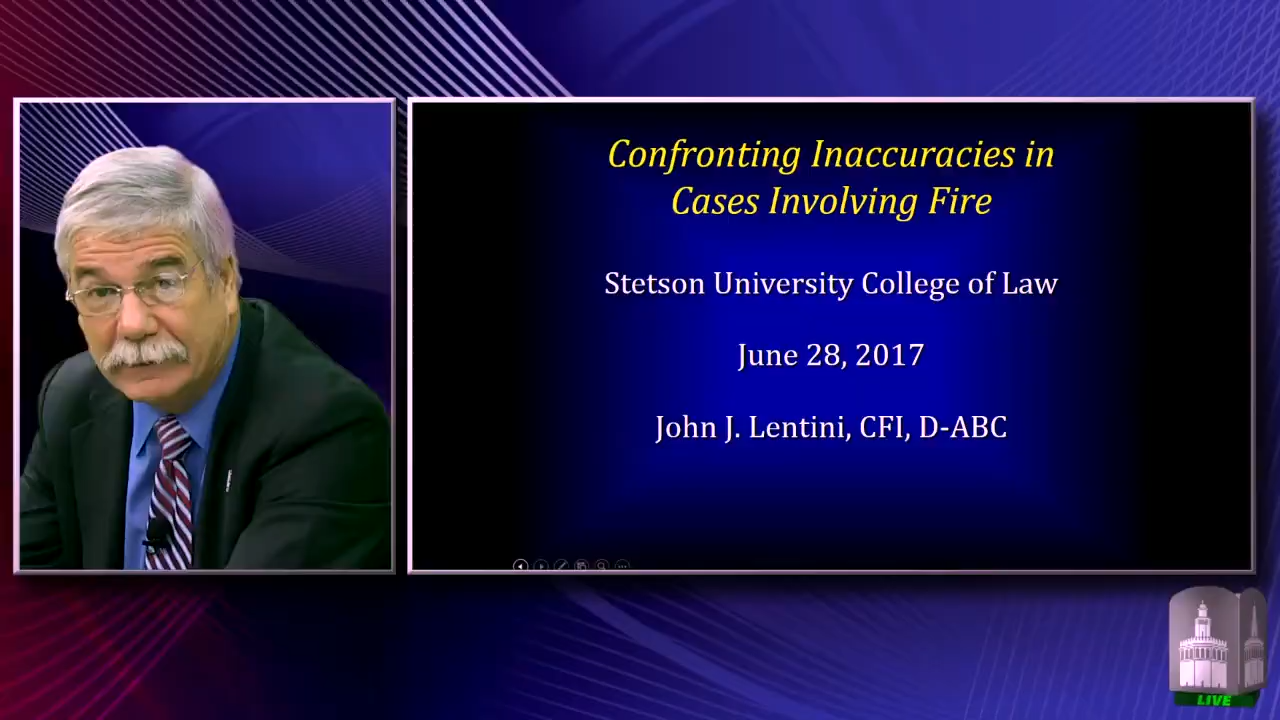 Confronting Inaccuracies in
Cases Involving Fire
Stetson University College of Law
June 28, 2017
John J. Lentini, CFI, D-ABC
LIVE